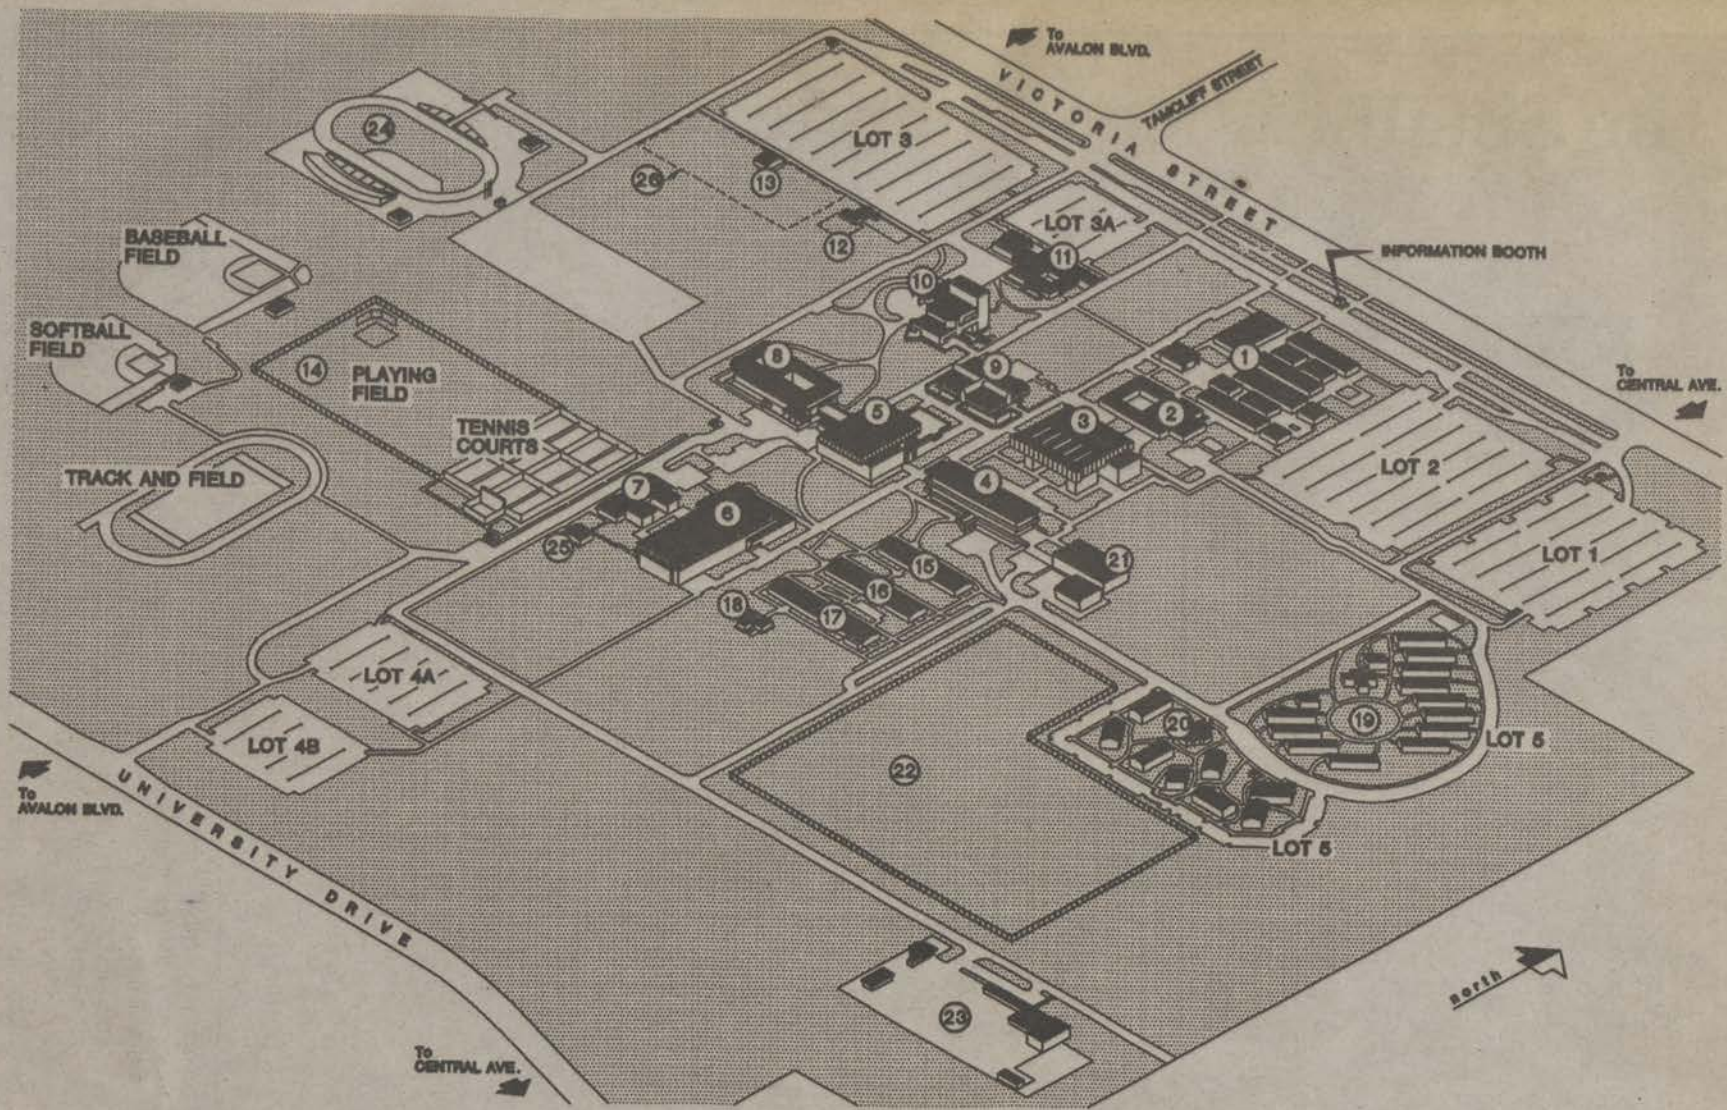 To
AVALON BLVD.
VICTORIA STREET
TAMCLIFF STREET
24
LOT 3
26
13
12
LOT 3A
11
INFORMATION BOOTH
BASEBALL
FIELD
10
SOFTBALL
FIELD
14
PLAYING
FIELD
8
9
1
To
CENTRAL AVE.
5
3
2
TENNIS
COURTS
TRACK AND FIELD
7
6
4
LOT 2
25
15
21
LOT 1
16
18
17
LOT 4A
LOT 4B
20
19
LOT 5
22
To
AVALON BLVD.
UNIVERSITY DRIVE
LOT 5
north
23
To
CENTRAL AVE.